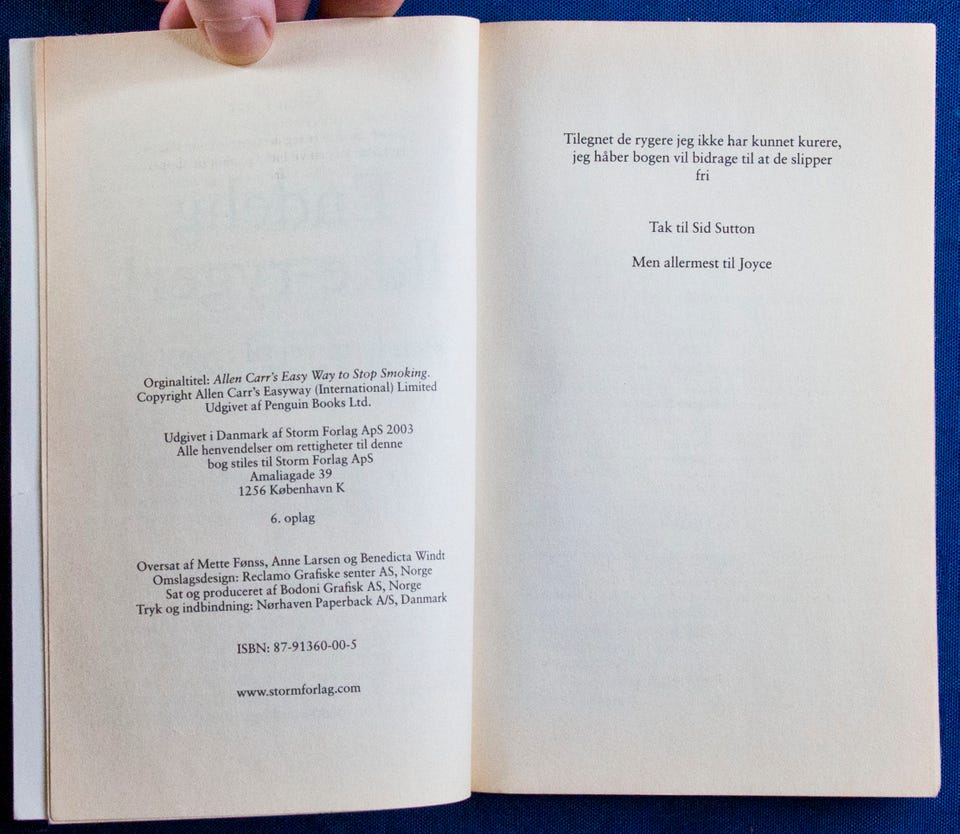 Orginaltitel: Allen Carr's Easy Way to Stop Smoking.
Copyright Allen Carr's Easyway (International) Limited
Udgivet af Penguin Books Ltd.
Udgivet i Danmark af Storm Forlag ApS 2003
Alle henvendelser om rettigheter til denne
bog stiles til Storm Forlag ApS
Amaliagade 39
1256 København K
6. oplag
Oversat af Mette Fønss, Anne Larsen og Benedicta Windt
Omslagsdesign: Reclamo Grafiske senter AS, Norge
Sat og produceret af Bodoni Grafisk AS, Norge
Tryk og indbindning: Nørhaven Paperback A/S, Danmark
ISBN: 87-91360-00-5
www.stormforlag.com
Tilegnet de rygere jeg ikke har kunnet kurere,
jeg håber bogen vil bidrage til at de slipper
fri
Tak til Sid Sutton
Men allermest til Joyce